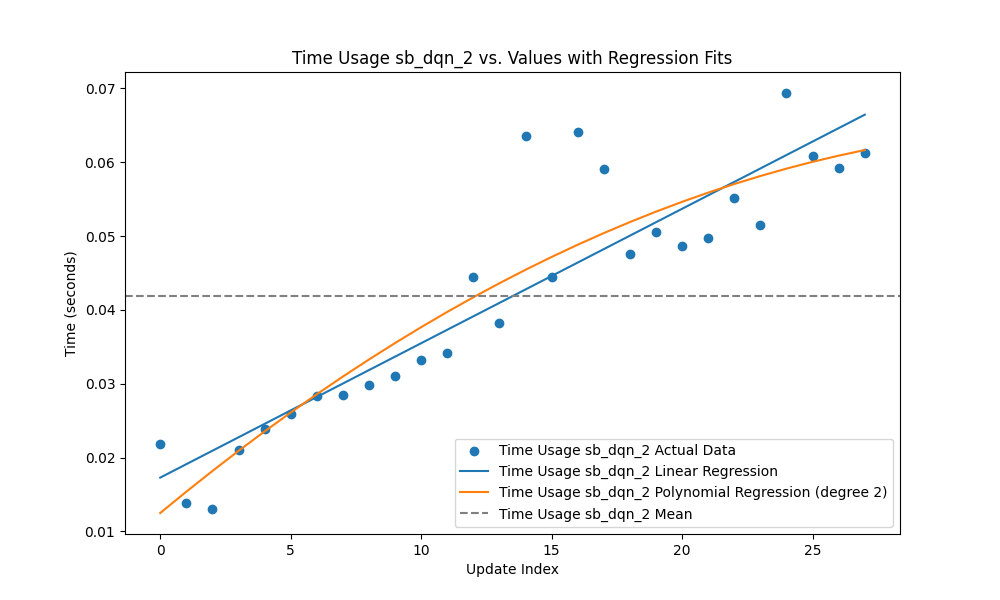 Time Usage sb_dqn_2 vs. Values with Regression Fits
0.07
0.06
0.05
0.04
0.03
0.02
0.01
Time (seconds)
0
5
10
15
20
25
Update Index
Time Usage sb_dqn_2 Actual Data
Time Usage sb_dqn_2 Linear Regression
Time Usage sb_dqn_2 Polynomial Regression (degree 2)
Time Usage sb_dqn_2 Mean